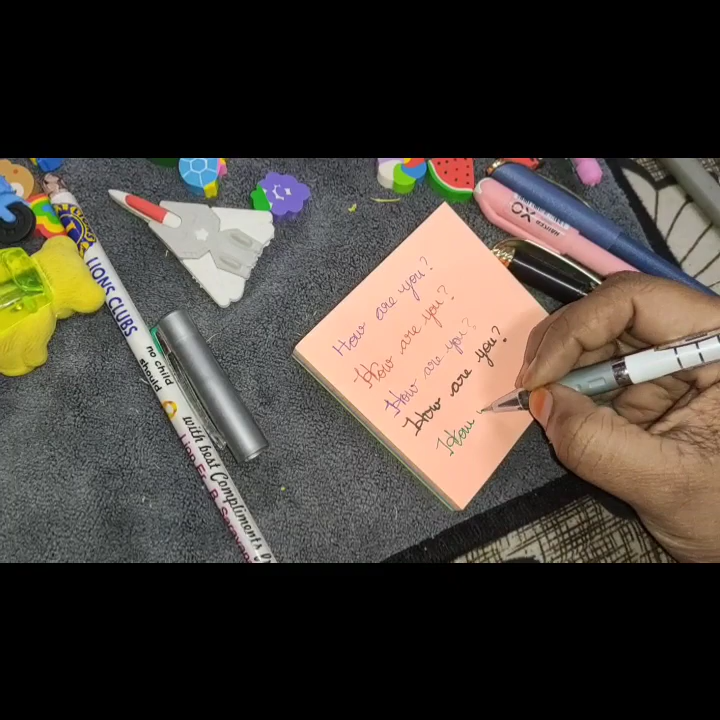 How are you?
How are you?
How are you?
How are you?
How
LIONS CLUBS
no child
should
with best Compliments